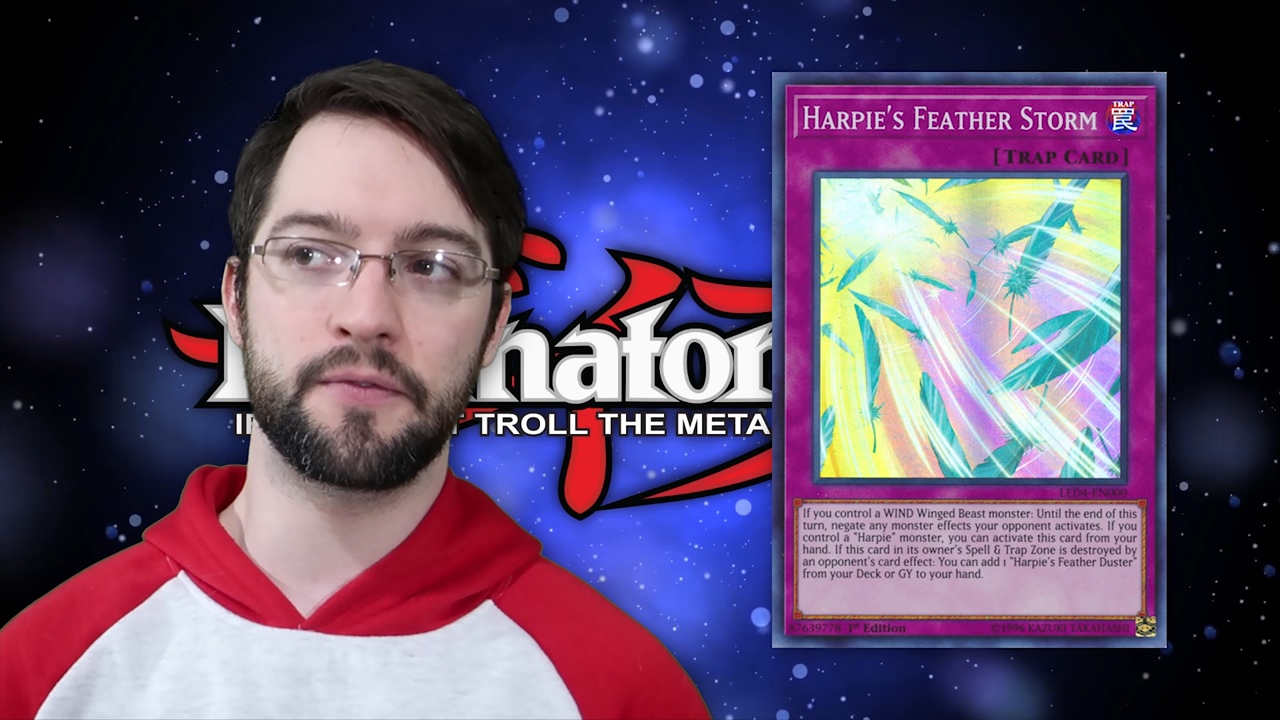 HARPIE'S FEATHER STORM
TRAP
罠
[TRAP CARD]
nator
TROLL THE META
LED4-EN000
If you control a WIND Winged Beast monster: Until the end of this
turn, negate any monster effects your opponent activates. If you
control a "Harpie" monster, you can activate this card from your
hand. If this card in its owner's Spell & Trap Zone is destroyed by
an opponent's card effect: You can add 1 "Harpie's Feather Duster"
from your Deck or GY to your hand.
87639778 1st Edition
©1996 KAZUKI TAKAHASHI